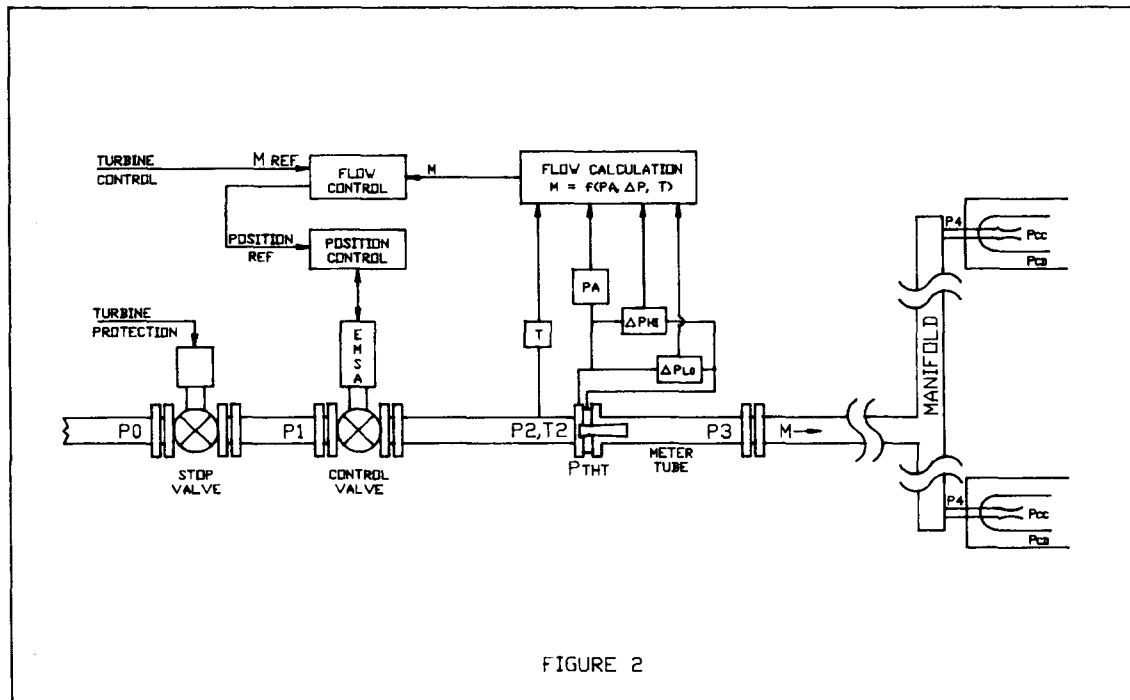 TURBINE
CONTROL
M REF
FLOW
CONTROL
M
FLOW CALCULATION
M = f(PA, ΔP, T)
POSITION
REF
POSITION
CONTROL
TURBINE
PROTECTION
EMSA
T
PA
ΔPHI
ΔPLO
P0
P1
P2,T2
PTHT
P3
M
STOP
VALVE
CONTROL
VALVE
METER
TUBE
MANIFOLD
P4
PCC
PCD
P4
PCC
PCD
FIGURE 2